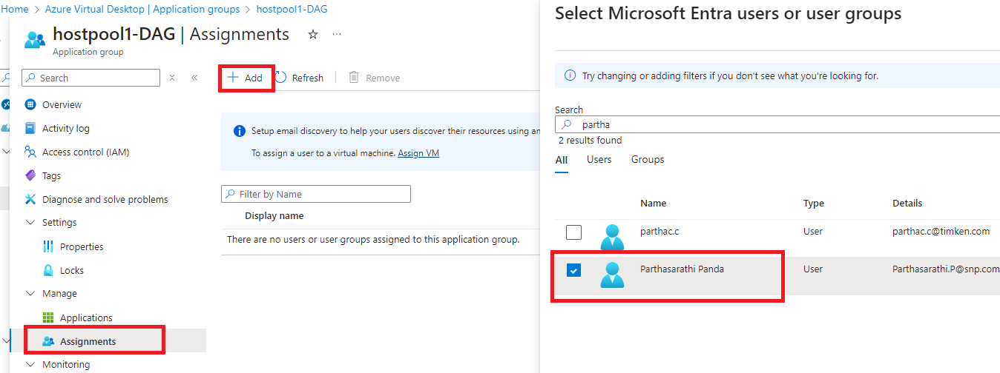 Home > Azure Virtual Desktop | Application groups > hostpool1-DAG
hostpool1-DAG | Assignments
Application group
Search
Overview
Activity log
Access control (IAM)
Tags
Diagnose and solve problems
Settings
Properties
Locks
Manage
Applications
Assignments
Monitoring
+ Add Refresh Remove
Setup email discovery to help your users discover their resources using
To assign a user to a virtual machine. Assign VM
Filter by Name
Display name
There are no users or user groups assigned to this application group.
Select Microsoft Entra users or user groups
Try changing or adding filters if you don't see what you're looking for.
Search
partha
2 results found
All Users Groups
Name Type Details
parthac.c User parthac.c@timken.com
Parthasarathi Panda User Parthasarathi.P@snp.com